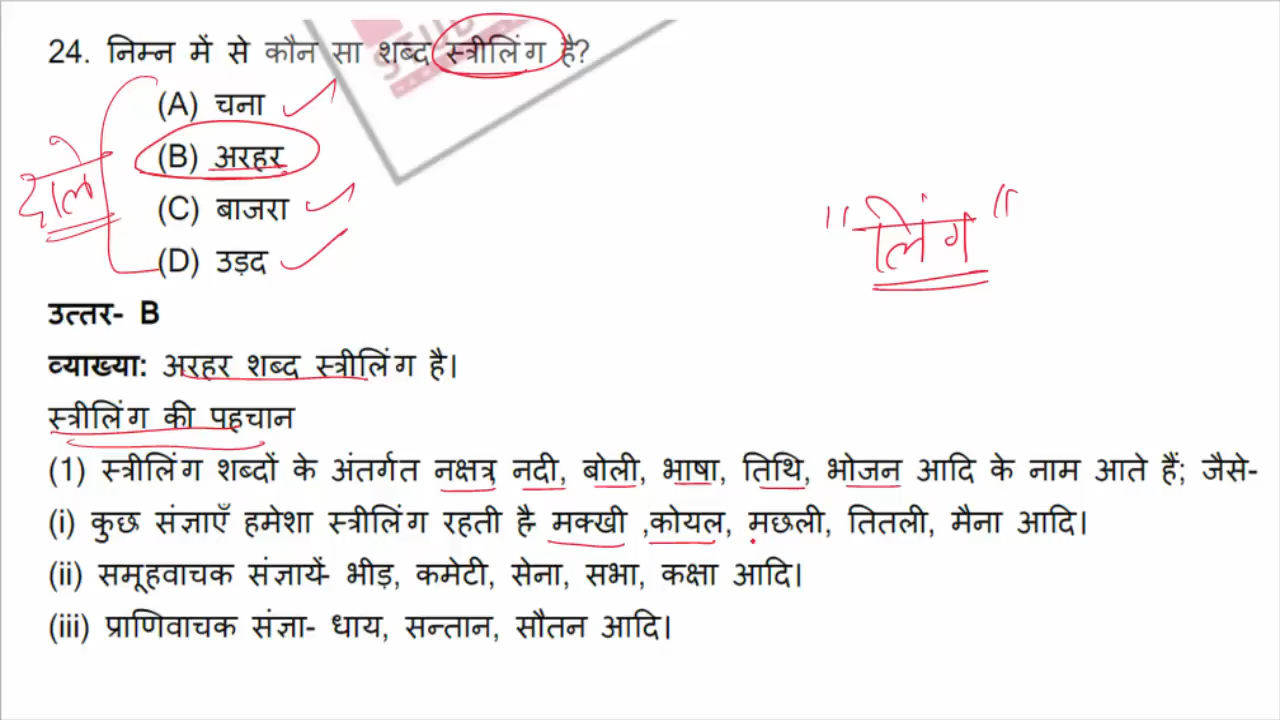 24. निम्न में से कौन सा शब्द स्त्रीलिंग है?
(A) चना
(B) अरहर
(C) बाजरा
(D) उड़द
दाले
"लिंग"
उत्तर- B
व्याख्या: अरहर शब्द स्त्रीलिंग है।
स्त्रीलिंग की पहचान
(1) स्त्रीलिंग शब्दों के अंतर्गत नक्षत्र, नदी, बोली, भाषा, तिथि, भोजन आदि के नाम आते हैं; जैसे-
(i) कुछ संज्ञाएँ हमेशा स्त्रीलिंग रहती है- मक्खी ,कोयल, मछली, तितली, मैना आदि।
(ii) समूहवाचक संज्ञायें- भीड़, कमेटी, सेना, सभा, कक्षा आदि।
(iii) प्राणिवाचक संज्ञा- धाय, सन्तान, सौतन आदि।